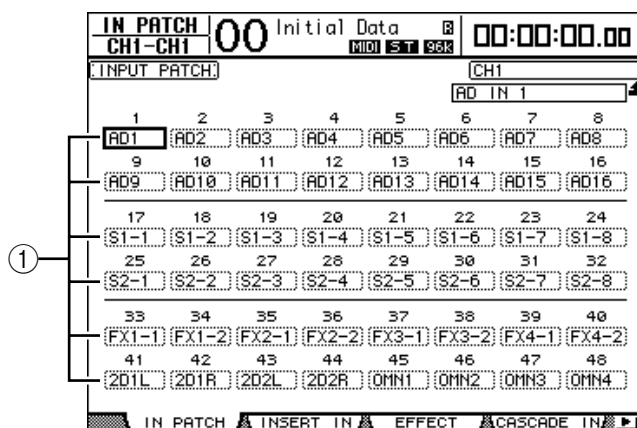 IN PATCH 00 Initial Data R 00:00:00.00
CH1-CH1 MIDI ST 96K
INPUT PATCH CH1
AD IN 1
1 2 3 4 5 6 7 8
AD1 AD2 AD3 AD4 AD5 AD6 AD7 AD8
9 10 11 12 13 14 15 16
AD9 AD10 AD11 AD12 AD13 AD14 AD15 AD16
17 18 19 20 21 22 23 24
S1-1 S1-2 S1-3 S1-4 S1-5 S1-6 S1-7 S1-8
1
25 26 27 28 29 30 31 32
S2-1 S2-2 S2-3 S2-4 S2-5 S2-6 S2-7 S2-8
33 34 35 36 37 38 39 40
FX1-1 FX1-2 FX2-1 FX2-2 FX3-1 FX3-2 FX4-1 FX4-2
41 42 43 44 45 46 47 48
2D1L 2D1R 2D2L 2D2R OMN1 OMN2 OMN3 OMN4
IN PATCH INSERT IN EFFECT CASCADE IN